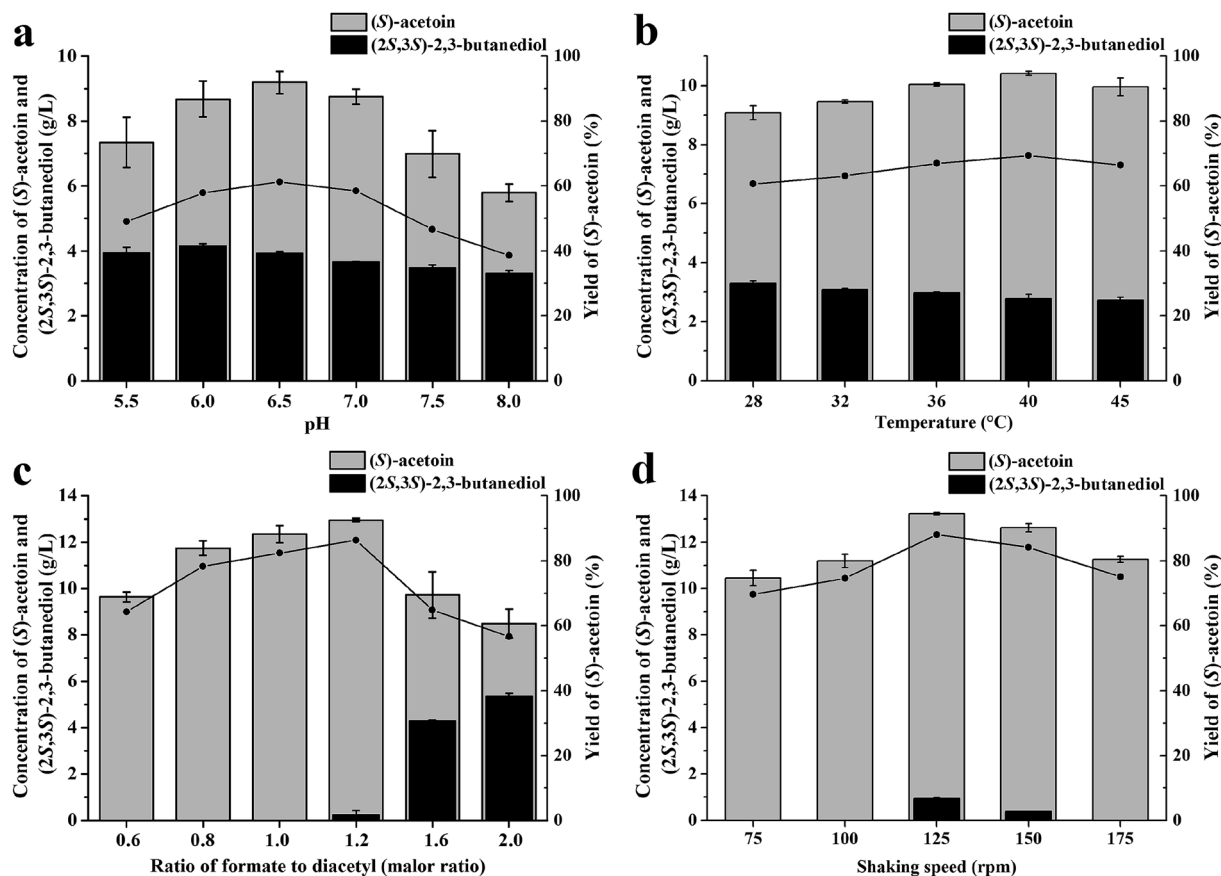 a
(S)-acetoin
(2S,3S)-2,3-butanediol
Concentration of (S)-acetoin and
(2S,3S)-2,3-butanediol (g/L)
10
8
6
4
2
0
100
80
60
40
20
0
Yield of (S)-acetoin (%)
5.5 6.0 6.5 7.0 7.5 8.0
pH
b
(S)-acetoin
(2S,3S)-2,3-butanediol
Concentration of (S)-acetoin and
(2S,3S)-2,3-butanediol (g/L)
10
8
6
4
2
0
100
80
60
40
20
0
Yield of (S)-acetoin (%)
28 32 36 40 45
Temperature (°C)
c
(S)-acetoin
(2S,3S)-2,3-butanediol
Concentration of (S)-acetoin and
(2S,3S)-2,3-butanediol (g/L)
14
12
10
8
6
4
2
0
100
80
60
40
20
0
Yield of (S)-acetoin (%)
0.6 0.8 1.0 1.2 1.6 2.0
Ratio of formate to diacetyl (malor ratio)
d
(S)-acetoin
(2S,3S)-2,3-butanediol
Concentration of (S)-acetoin and
(2S,3S)-2,3-butanediol (g/L)
14
12
10
8
6
4
2
0
100
80
60
40
20
0
Yield of (S)-acetoin (%)
75 100 125 150 175
Shaking speed (rpm)